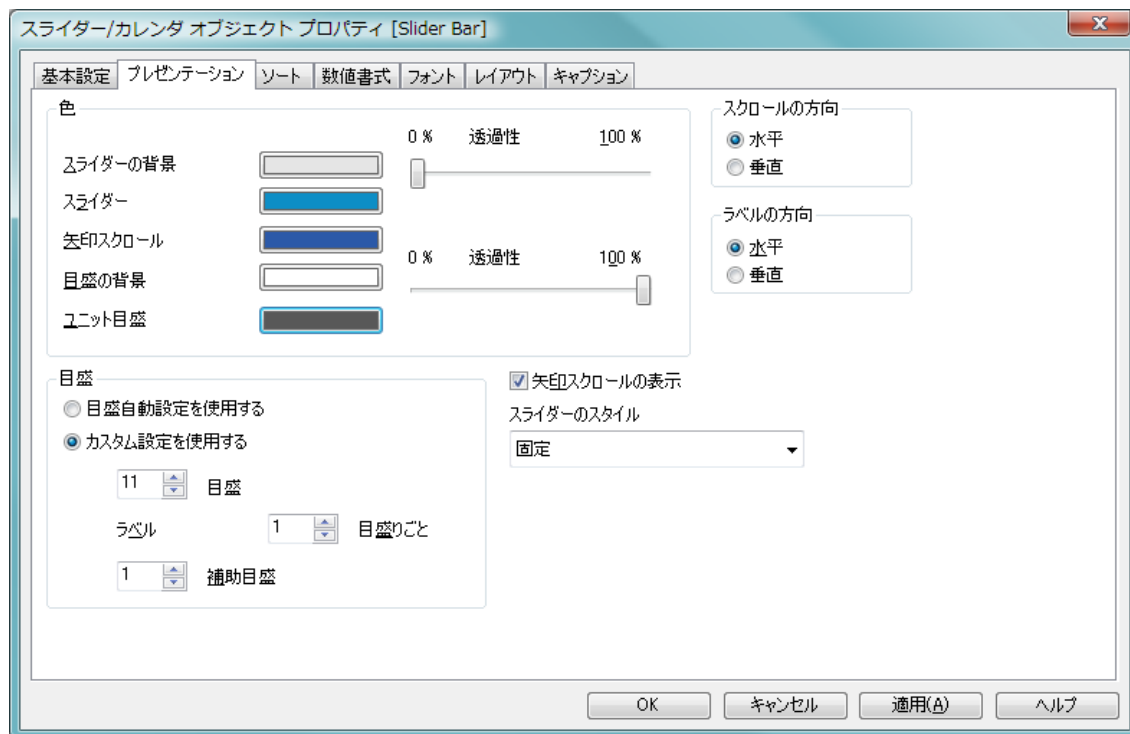 スライダー/カレンダ オブジェクト プロパティ [Slider Bar]
基本設定 プレゼンテーション ソート 数値書式 フォント レイアウト キャプション
色
0 % 透過性 100 %
スライダーの背景
スライダー
矢印スクロール
0 % 透過性 100 %
目盛の背景
ユニット目盛
スクロールの方向
水平
垂直
ラベルの方向
水平
垂直
目盛
目盛自動設定を使用する
カスタム設定を使用する
11 目盛
ラベル 1 目盛りごと
1 補助目盛
矢印スクロールの表示
スライダーのスタイル
固定
OK キャンセル 適用(A) ヘルプ